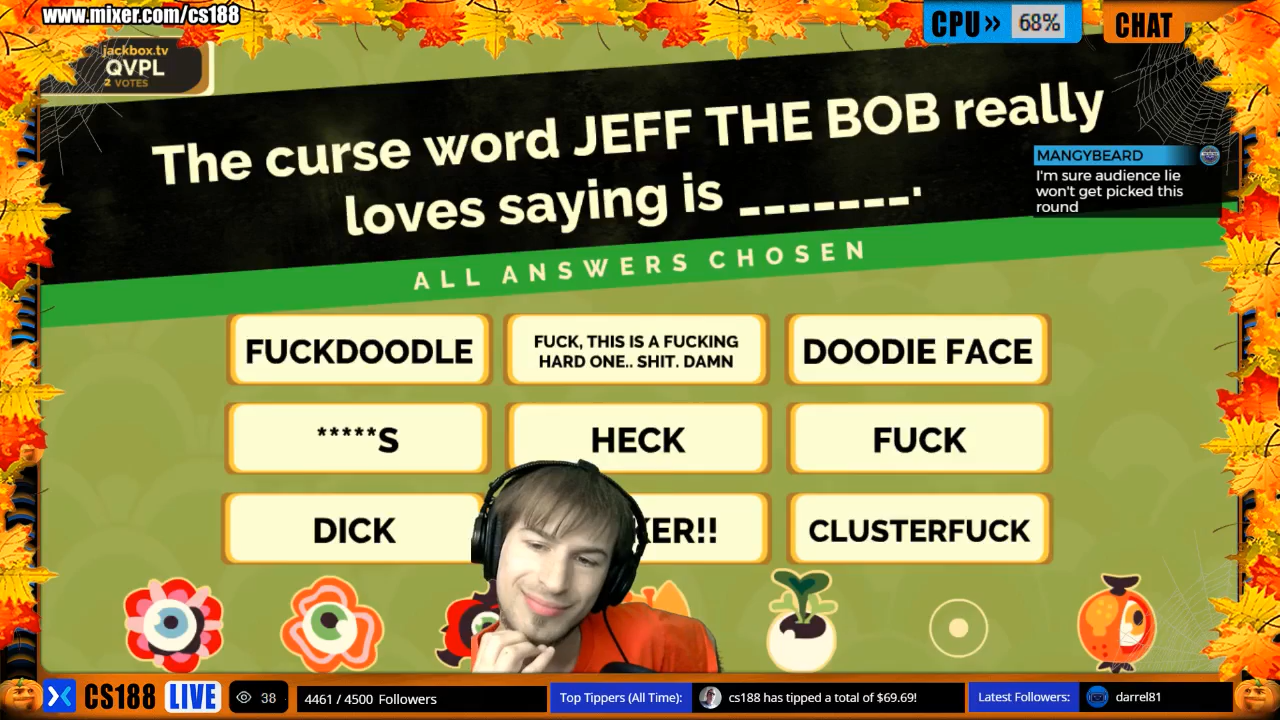 www.mixer.com/cs188
CPU»
68%
CHAT
jackbox.tv
QVPL
2 VOTES
The curse word JEFF THE BOB really
loves saying is _______.
MANGYBEARD
I'm sure audience lie
won't get picked this
round
ALL ANSWERS CHOSEN
FUCKDOODLE
FUCK, THIS IS A FUCKING
HARD ONE.. SHIT. DAMN
DOODIE FACE
*****S
HECK
FUCK
DICK
KER!!
CLUSTERFUCK
CS188 LIVE
38
4461 / 4500 Followers
Top Tippers (All Time):
cs188 has tipped a total of $69.69!
Latest Followers:
darrel81